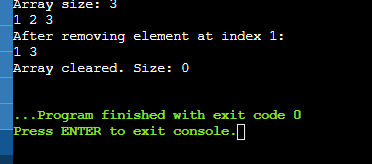 Array size: 3
1 2 3
After removing element at index 1:
1 3
Array cleared. Size: 0
...Program finished with exit code 0
Press ENTER to exit console.